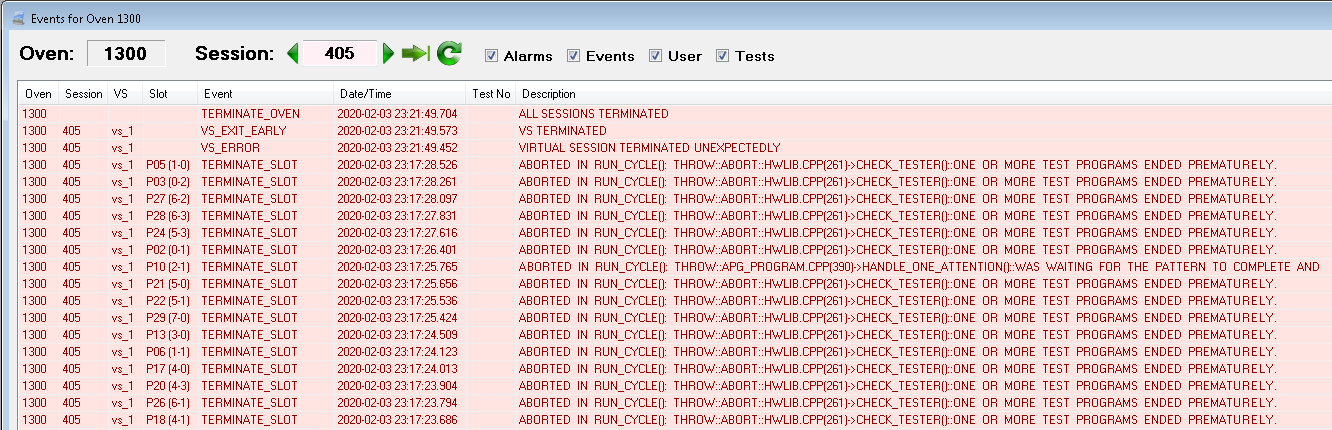 Events for Oven 1300
Oven: 1300 Session: 405 Alarms Events User Tests
Oven Session VS Slot Event Date/Time Test No Description
1300 TERMINATE_OVEN 2020-02-03 23:21:49.704 ALL SESSIONS TERMINATED
1300 405 vs_1 VS_EXIT_EARLY 2020-02-03 23:21:49.573 VS TERMINATED
1300 405 vs_1 VS_ERROR 2020-02-03 23:21:49.452 VIRTUAL SESSION TERMINATED UNEXPECTEDLY
1300 405 vs_1 P05 (1-0) TERMINATE_SLOT 2020-02-03 23:17:28.526 ABORTED IN RUN_CYCLE(): THROW::ABORT::HWLIB.CPP(261)->CHECK_TESTER()::ONE OR MORE TEST PROGRAMS ENDED PREMATURELY.
1300 405 vs_1 P03 (0-2) TERMINATE_SLOT 2020-02-03 23:17:28.261 ABORTED IN RUN_CYCLE(): THROW::ABORT::HWLIB.CPP(261)->CHECK_TESTER()::ONE OR MORE TEST PROGRAMS ENDED PREMATURELY.
1300 405 vs_1 P27 (6-2) TERMINATE_SLOT 2020-02-03 23:17:28.097 ABORTED IN RUN_CYCLE(): THROW::ABORT::HWLIB.CPP(261)->CHECK_TESTER()::ONE OR MORE TEST PROGRAMS ENDED PREMATURELY.
1300 405 vs_1 P28 (6-3) TERMINATE_SLOT 2020-02-03 23:17:27.831 ABORTED IN RUN_CYCLE(): THROW::ABORT::HWLIB.CPP(261)->CHECK_TESTER()::ONE OR MORE TEST PROGRAMS ENDED PREMATURELY.
1300 405 vs_1 P24 (5-3) TERMINATE_SLOT 2020-02-03 23:17:27.616 ABORTED IN RUN_CYCLE(): THROW::ABORT::HWLIB.CPP(261)->CHECK_TESTER()::ONE OR MORE TEST PROGRAMS ENDED PREMATURELY.
1300 405 vs_1 P02 (0-1) TERMINATE_SLOT 2020-02-03 23:17:26.401 ABORTED IN RUN_CYCLE(): THROW::ABORT::HWLIB.CPP(261)->CHECK_TESTER()::ONE OR MORE TEST PROGRAMS ENDED PREMATURELY.
1300 405 vs_1 P10 (2-1) TERMINATE_SLOT 2020-02-03 23:17:25.765 ABORTED IN RUN_CYCLE(): THROW::APG_PROGRAM.CPP(390)->HANDLE_ONE_ATTENTION()::WAS WAITING FOR THE PATTERN TO COMPLETE AND
1300 405 vs_1 P21 (5-0) TERMINATE_SLOT 2020-02-03 23:17:25.656 ABORTED IN RUN_CYCLE(): THROW::ABORT::HWLIB.CPP(261)->CHECK_TESTER()::ONE OR MORE TEST PROGRAMS ENDED PREMATURELY.
1300 405 vs_1 P22 (5-1) TERMINATE_SLOT 2020-02-03 23:17:25.536 ABORTED IN RUN_CYCLE(): THROW::ABORT::HWLIB.CPP(261)->CHECK_TESTER()::ONE OR MORE TEST PROGRAMS ENDED PREMATURELY.
1300 405 vs_1 P29 (7-0) TERMINATE_SLOT 2020-02-03 23:17:25.424 ABORTED IN RUN_CYCLE(): THROW::ABORT::HWLIB.CPP(261)->CHECK_TESTER()::ONE OR MORE TEST PROGRAMS ENDED PREMATURELY.
1300 405 vs_1 P13 (3-0) TERMINATE_SLOT 2020-02-03 23:17:24.509 ABORTED IN RUN_CYCLE(): THROW::ABORT::HWLIB.CPP(261)->CHECK_TESTER()::ONE OR MORE TEST PROGRAMS ENDED PREMATURELY.
1300 405 vs_1 P06 (1-1) TERMINATE_SLOT 2020-02-03 23:17:24.123 ABORTED IN RUN_CYCLE(): THROW::ABORT::HWLIB.CPP(261)->CHECK_TESTER()::ONE OR MORE TEST PROGRAMS ENDED PREMATURELY.
1300 405 vs_1 P17 (4-0) TERMINATE_SLOT 2020-02-03 23:17:24.013 ABORTED IN RUN_CYCLE(): THROW::ABORT::HWLIB.CPP(261)->CHECK_TESTER()::ONE OR MORE TEST PROGRAMS ENDED PREMATURELY.
1300 405 vs_1 P20 (4-3) TERMINATE_SLOT 2020-02-03 23:17:23.904 ABORTED IN RUN_CYCLE(): THROW::ABORT::HWLIB.CPP(261)->CHECK_TESTER()::ONE OR MORE TEST PROGRAMS ENDED PREMATURELY.
1300 405 vs_1 P26 (6-1) TERMINATE_SLOT 2020-02-03 23:17:23.794 ABORTED IN RUN_CYCLE(): THROW::ABORT::HWLIB.CPP(261)->CHECK_TESTER()::ONE OR MORE TEST PROGRAMS ENDED PREMATURELY.
1300 405 vs_1 P18 (4-1) TERMINATE_SLOT 2020-02-03 23:17:23.686 ABORTED IN RUN_CYCLE(): THROW::ABORT::HWLIB.CPP(261)->CHECK_TESTER()::ONE OR MORE TEST PROGRAMS ENDED PREMATURELY.